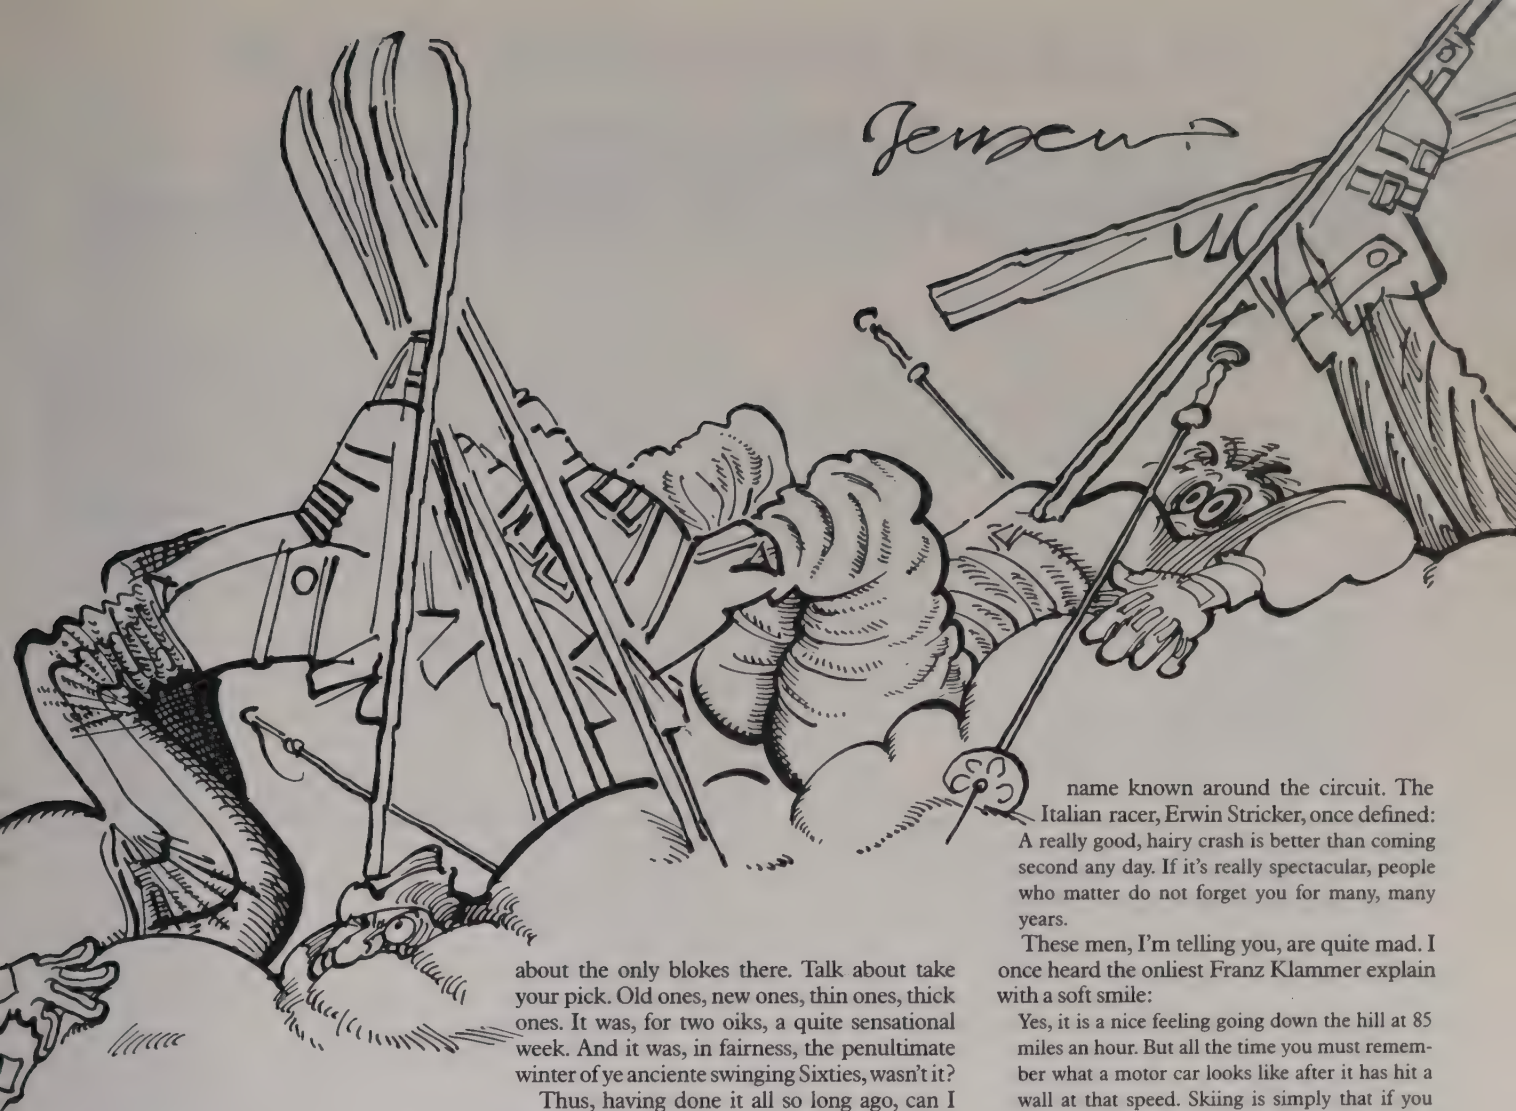 Jensen
about the only blokes there. Talk about take
your pick. Old ones, new ones, thin ones, thick
ones. It was, for two oiks, a quite sensational
week. And it was, in fairness, the penultimate
winter of ye anciente swinging Sixties, wasn't it?
Thus, having done it all so long ago, can I
name known around the circuit. The
Italian racer, Erwin Stricker, once defined:
A really good, hairy crash is better than coming
second any day. If it's really spectacular, people
who matter do not forget you for many, many
years.
These men, I'm telling you, are quite mad. I
once heard the onliest Franz Klammer explain
with a soft smile:
Yes, it is a nice feeling going down the hill at 85
miles an hour. But all the time you must remem-
ber what a motor car looks like after it has hit a
wall at that speed. Skiing is simply that if you